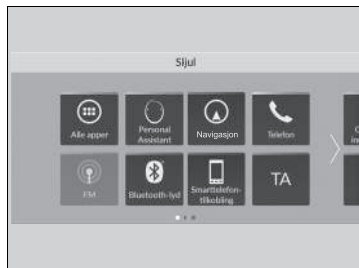 Sijul
Alle apper
Personal
Assistant
Navigasjon
Telefon
FM
Bluetooth-lyd
Smarttelefon-
tilkobling
TA